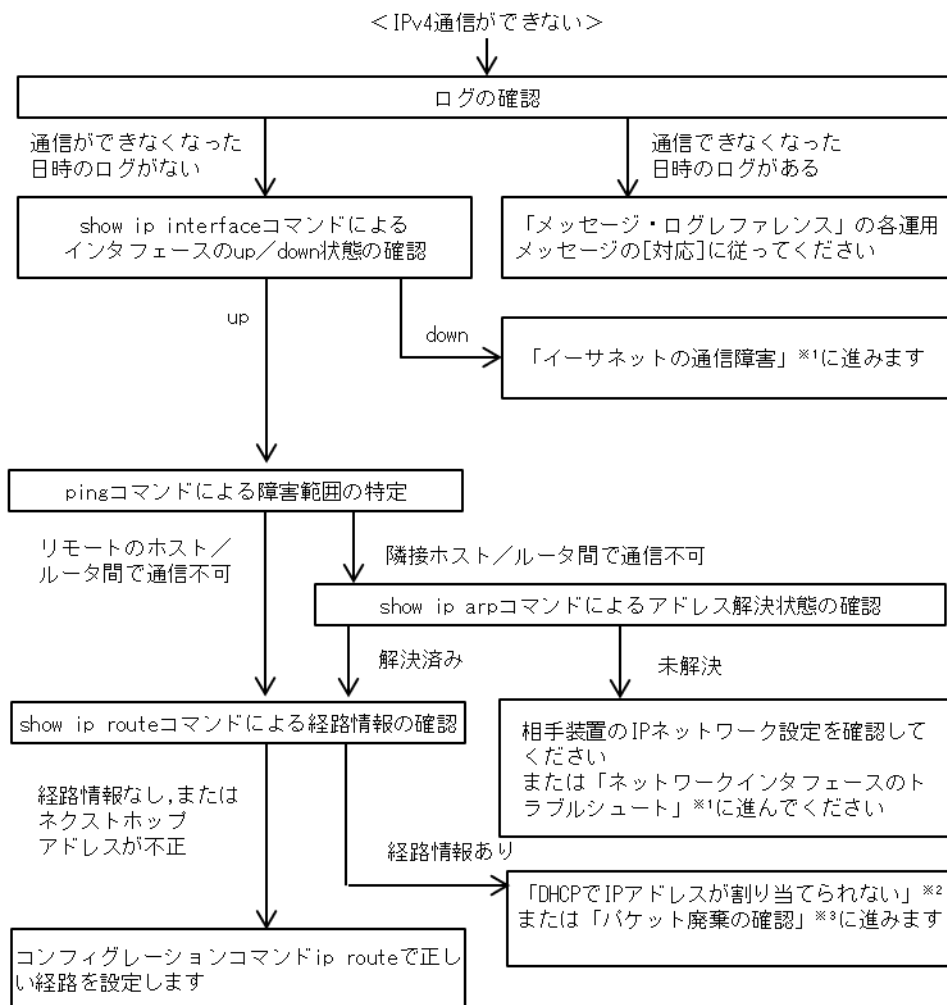 ＜IPv4通信ができない＞
ログの確認
通信ができなくなった
日時のログがない
通信できなくなった
日時のログがある
show ip interfaceコマンドによる
インタフェースのup／down状態の確認
「メッセージ・ログレファレンス」の各運用
メッセージの[対応]に従ってください
up
down
「イーサネットの通信障害」※1に進みます
pingコマンドによる障害範囲の特定
リモートのホスト／
ルータ間で通信不可
隣接ホスト／ルータ間で通信不可
show ip arpコマンドによるアドレス解決状態の確認
解決済み
未解決
show ip routeコマンドによる経路情報の確認
相手装置のIPネットワーク設定を確認して
ください
または「ネットワークインタフェースのト
ラブルシュート」※1に進んでください
経路情報なし,または
ネクストホップ
アドレスが不正
経路情報あり
「DHCPでIPアドレスが割り当てられない」※2
または「パケット廃棄の確認」※3に進みます
コンフィグレーションコマンドip routeで正し
い経路を設定します